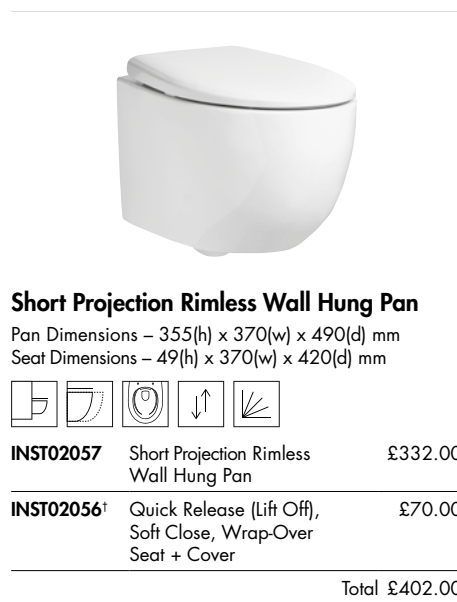 Short Projection Rimless Wall Hung Pan
Pan Dimensions – 355(h) x 370(w) x 490(d) mm
Seat Dimensions – 49(h) x 370(w) x 420(d) mm
INST02057 Short Projection Rimless £332.00
Wall Hung Pan
INST02056† Quick Release (Lift Off), £70.00
Soft Close, Wrap-Over
Seat + Cover
Total £402.00